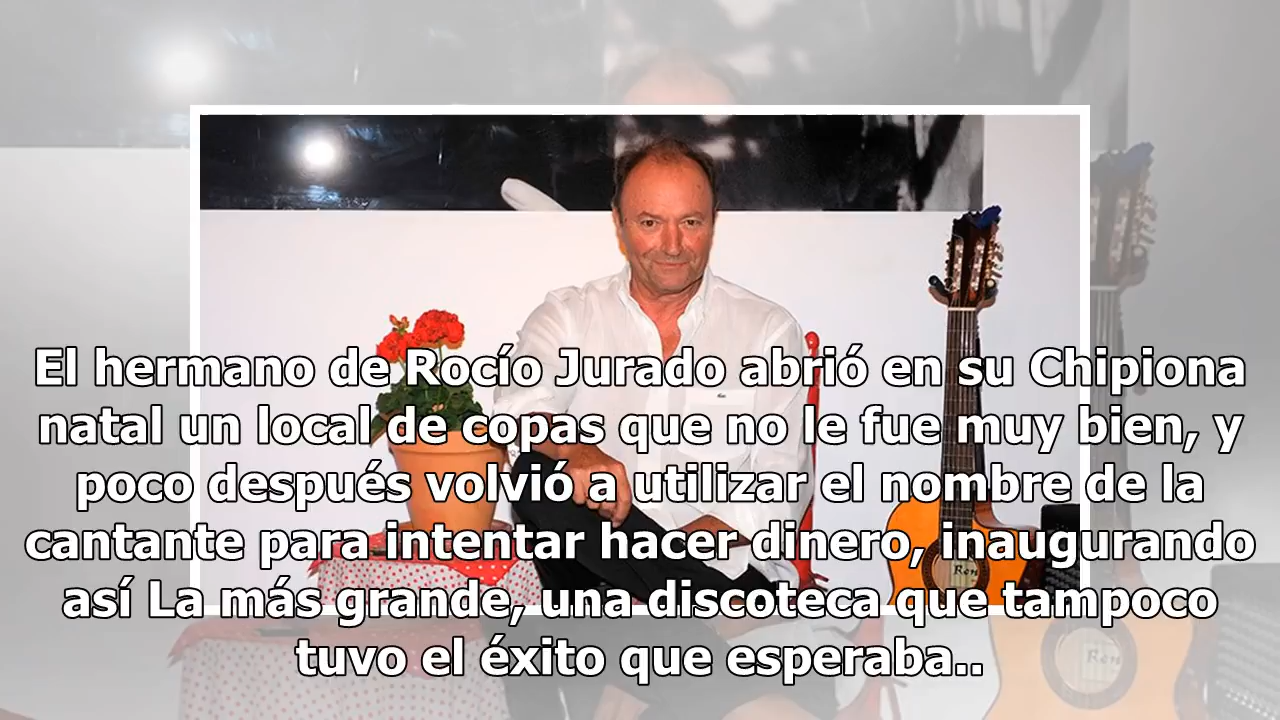 El hermano de Rocío Jurado abrió en su Chipiona
natal un local de copas que no le fue muy bien, y
poco después volvió a utilizar el nombre de la
cantante para intentar hacer dinero, inaugurando
así La más grande, una discoteca que tampoco
tuvo el éxito que esperaba..